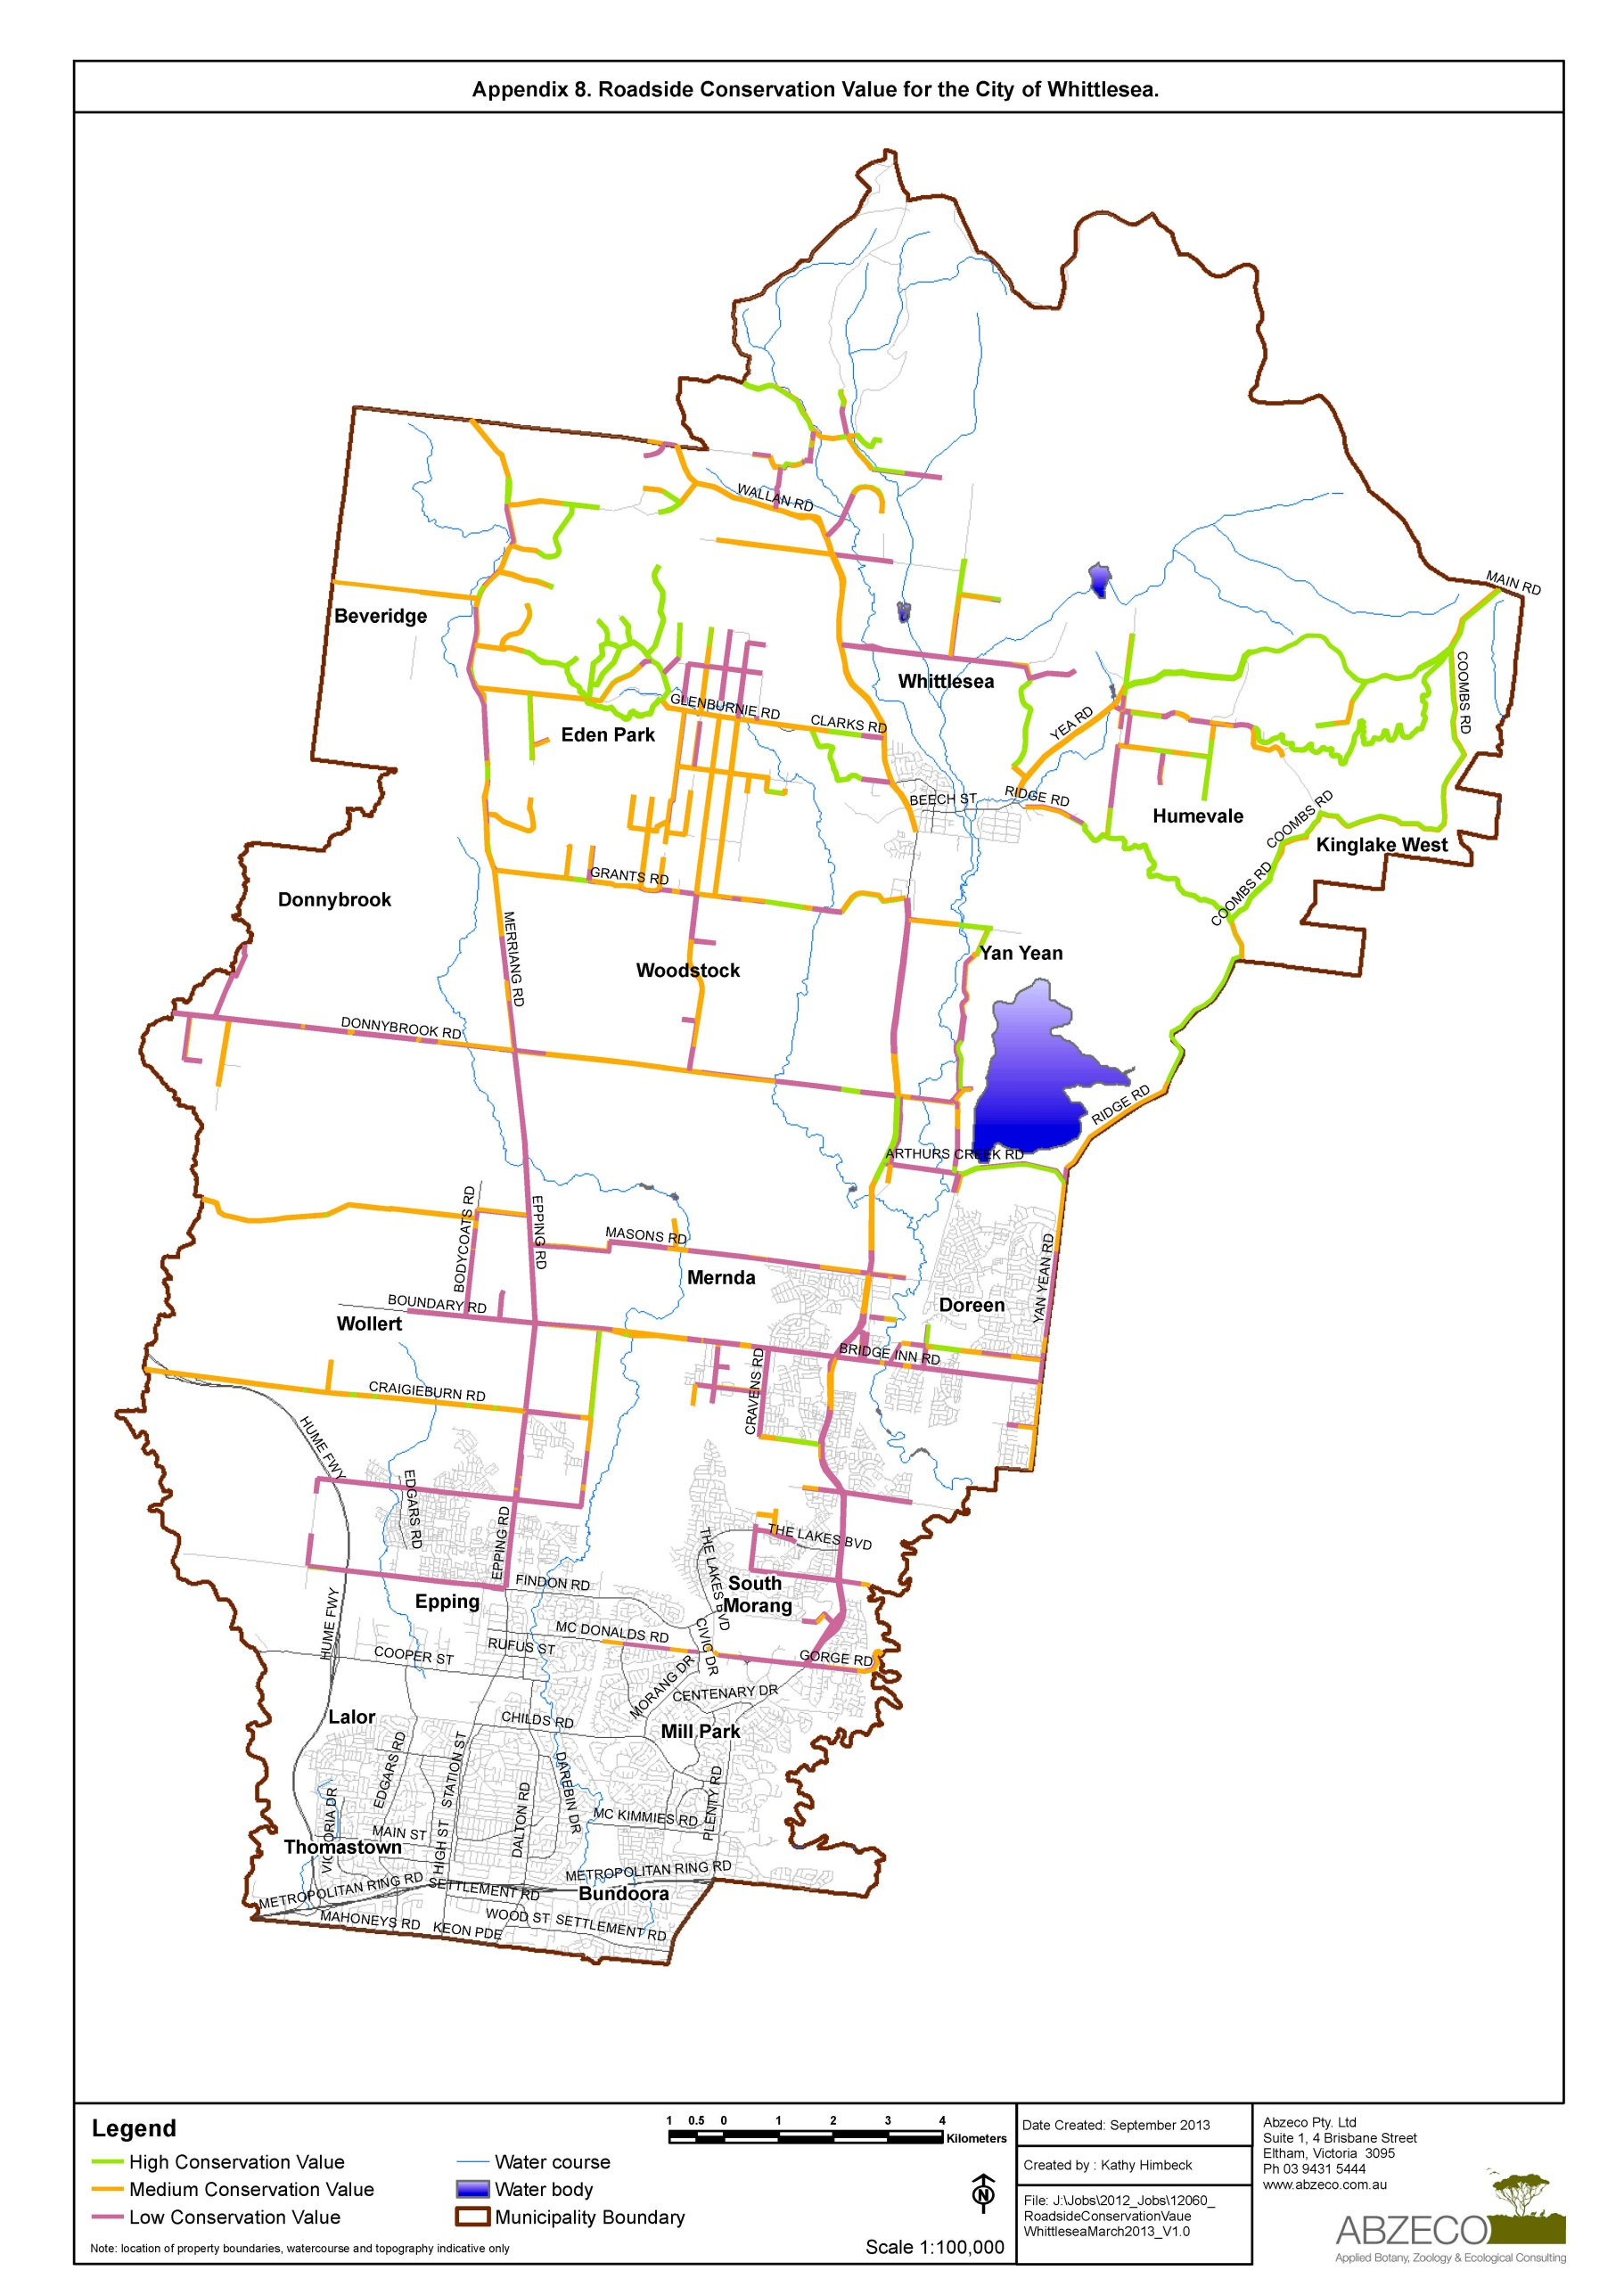 Appendix 8. Roadside Conservation Value for the City of Whittlesea.
WALLAN RD
MAIN RD
Beveridge
COOMBS RD
Whittlesea
GLENBURNIE RD
CLARKS RD
YEA RD
Eden Park
BEECH ST
RIDGE RD
Humevale
COOMBS RD
Kinglake West
GRANTS RD
COOMBS RD
Donnybrook
MERRIANG RD
Yan Yean
Woodstock
DONNYBROOK RD
RIDGE RD
ARTHURS CREEK RD
BODYCOATS RD
EPPING RD
MASONS RD
YAN YEAN RD
Mernda
Doreen
BOUNDARY RD
Wollert
BRIDGE INN RD
CRAVENS RD
CRAIGIEBURN RD
HUME FWY
EDGARS RD
EPPING RD
THE LAKES BVD
THE LAKES BVD
FINDON RD
South
Morang
Epping
HUME FWY
MC DONALDS RD
CIVIC DR
RUFUS ST
COOPER ST
GORGE RD
MORANG DR
CENTENARY DR
Lalor
CHILDS RD
Mill Park
EDGARS RD
STATION ST
DAREBIN DR
DALTON RD
PLENTY RD
VICTORIA DR
MC KIMMIES RD
MAIN ST
HIGH ST
Thomastown
METROPOLITAN RING RD
METROPOLITAN RING RD
SETTLEMENT RD
Bundoora
MAHONEYS RD
KEON PDE
WOOD ST
SETTLEMENT RD
Legend
High Conservation Value
Medium Conservation Value
Low Conservation Value
Water course
Water body
Municipality Boundary
Note: location of property boundaries, watercourse and topography indicative only
1 0.5 0 1 2 3 4
Kilometers
N
Scale 1:100,000
Date Created: September 2013
Created by : Kathy Himbeck
File: J:\Jobs\2012_Jobs\12060_
RoadsideConservationVaue
WhittleseaMarch2013_V1.0
Abzeco Pty. Ltd
Suite 1, 4 Brisbane Street
Eltham, Victoria 3095
Ph 03 9431 5444
www.abzeco.com.au
ABZECO
Applied Botany, Zoology & Ecological Consulting